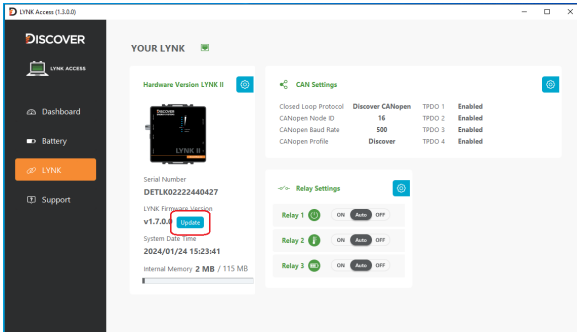 LYNK Access (1.3.0.0)
DISCOVER
LYNK ACCESS
Dashboard
Battery
LYNK
Support
YOUR LYNK
Hardware Version LYNK II
DISCOVER
LYNK II
Serial Number
DETLK02222440427
LYNK Firmware Version
v1.7.0.0 Update
System Date Time
2024/01/24 15:23:41
Internal Memory 2 MB / 115 MB
CAN Settings
Closed Loop Protocol Discover CANopen TPDO 1 Enabled
CANopen Node ID 16 TPDO 2 Enabled
CANopen Baud Rate 500 TPDO 3 Enabled
CANopen Profile Discover TPDO 4 Enabled
Relay Settings
Relay 1 ON Auto OFF
Relay 2 ON Auto OFF
Relay 3 ON Auto OFF